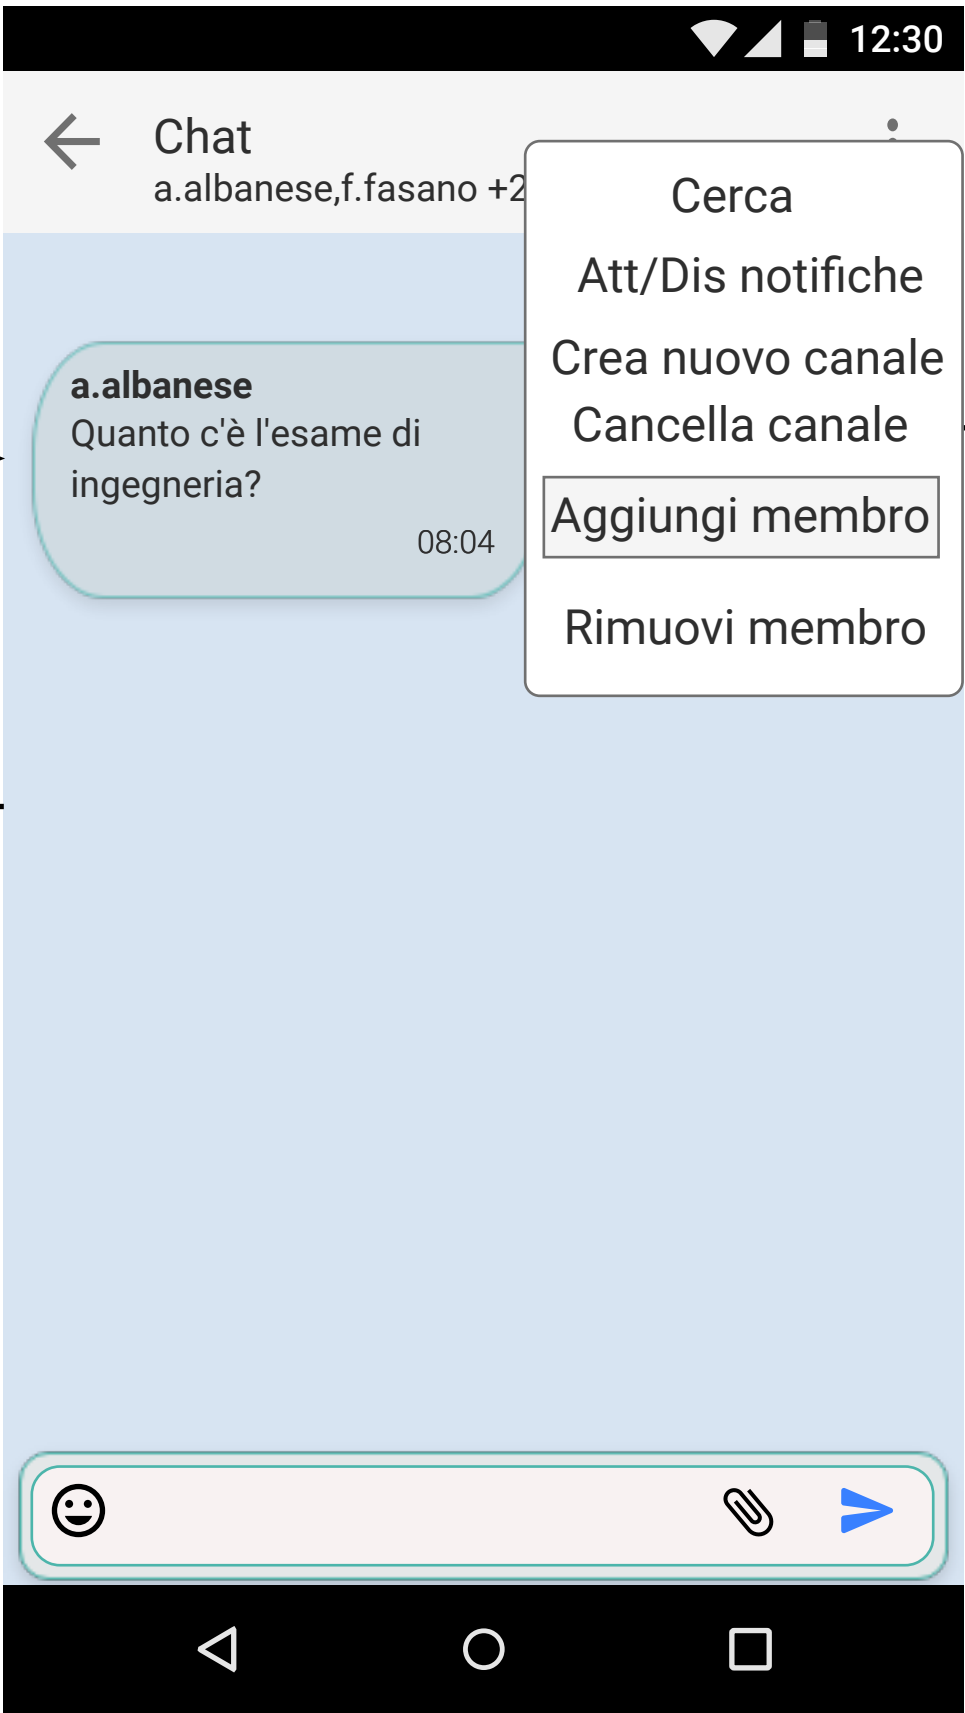 12:30
Chat
a.albanese,f.fasano +2
Cerca
Att/Dis notifiche
Crea nuovo canale
Cancella canale
Aggiungi membro
Rimuovi membro
a.albanese
Quanto c'è l'esame di
ingegneria?
08:04